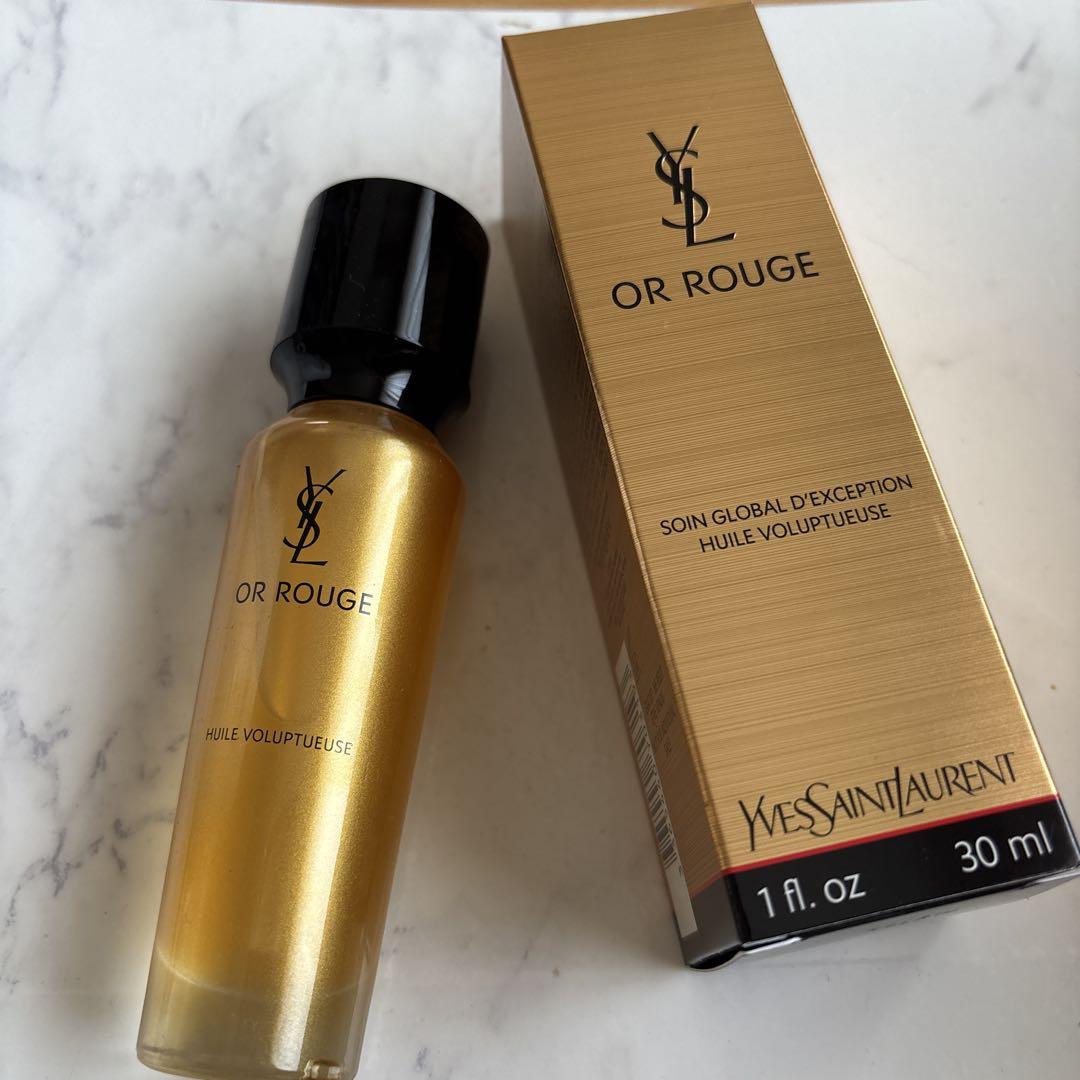 YSL
OR ROUGE
HUILE VOLUPTUEUSE
YSL
OR ROUGE
SOIN GLOBAL D'EXCEPTION
HUILE VOLUPTUEUSE
YVESSAINTLAURENT
1 fl. oz 30 ml